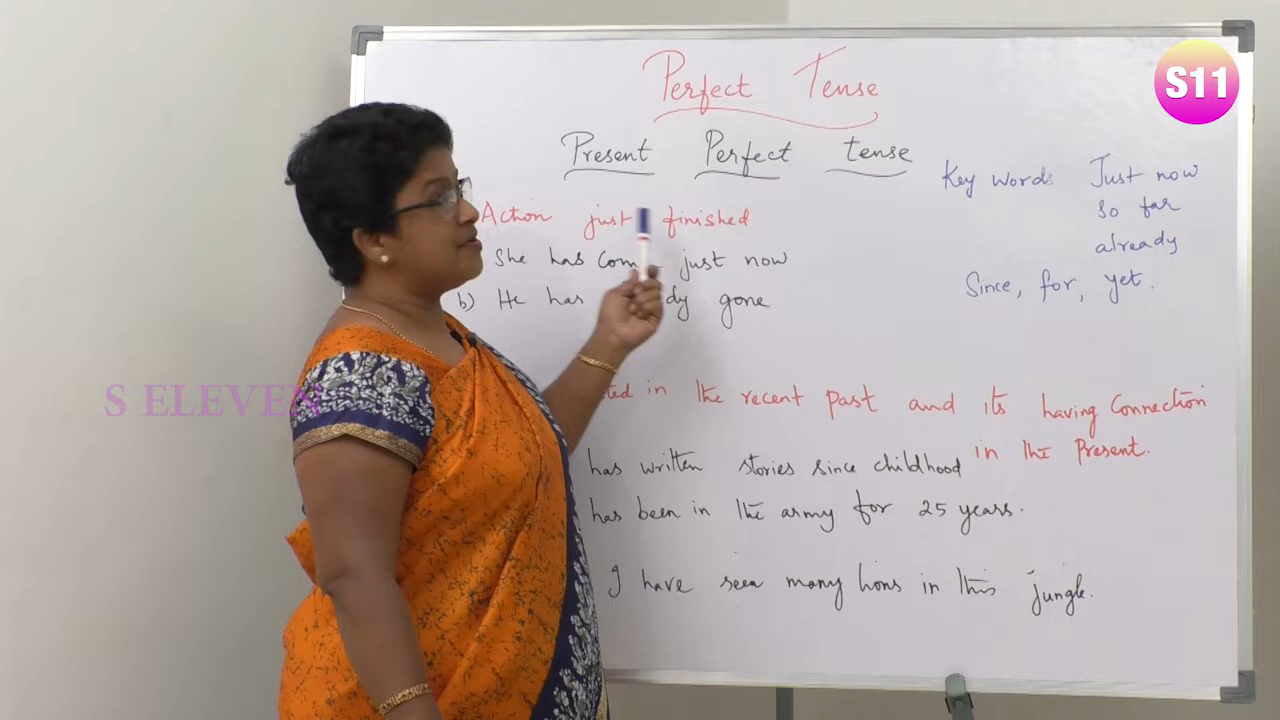 S11
Perfect Tense
Present Perfect tense
Key words Just now
so far
already
Since, for, yet.
Action just finished
She has com just now
b) He has dy gone
ted in the recent past and its having Connection
in the Present.
has written stories since childhood
has been in the army for 25 years.
I have seen many lions in this jungle.
S ELEVEN